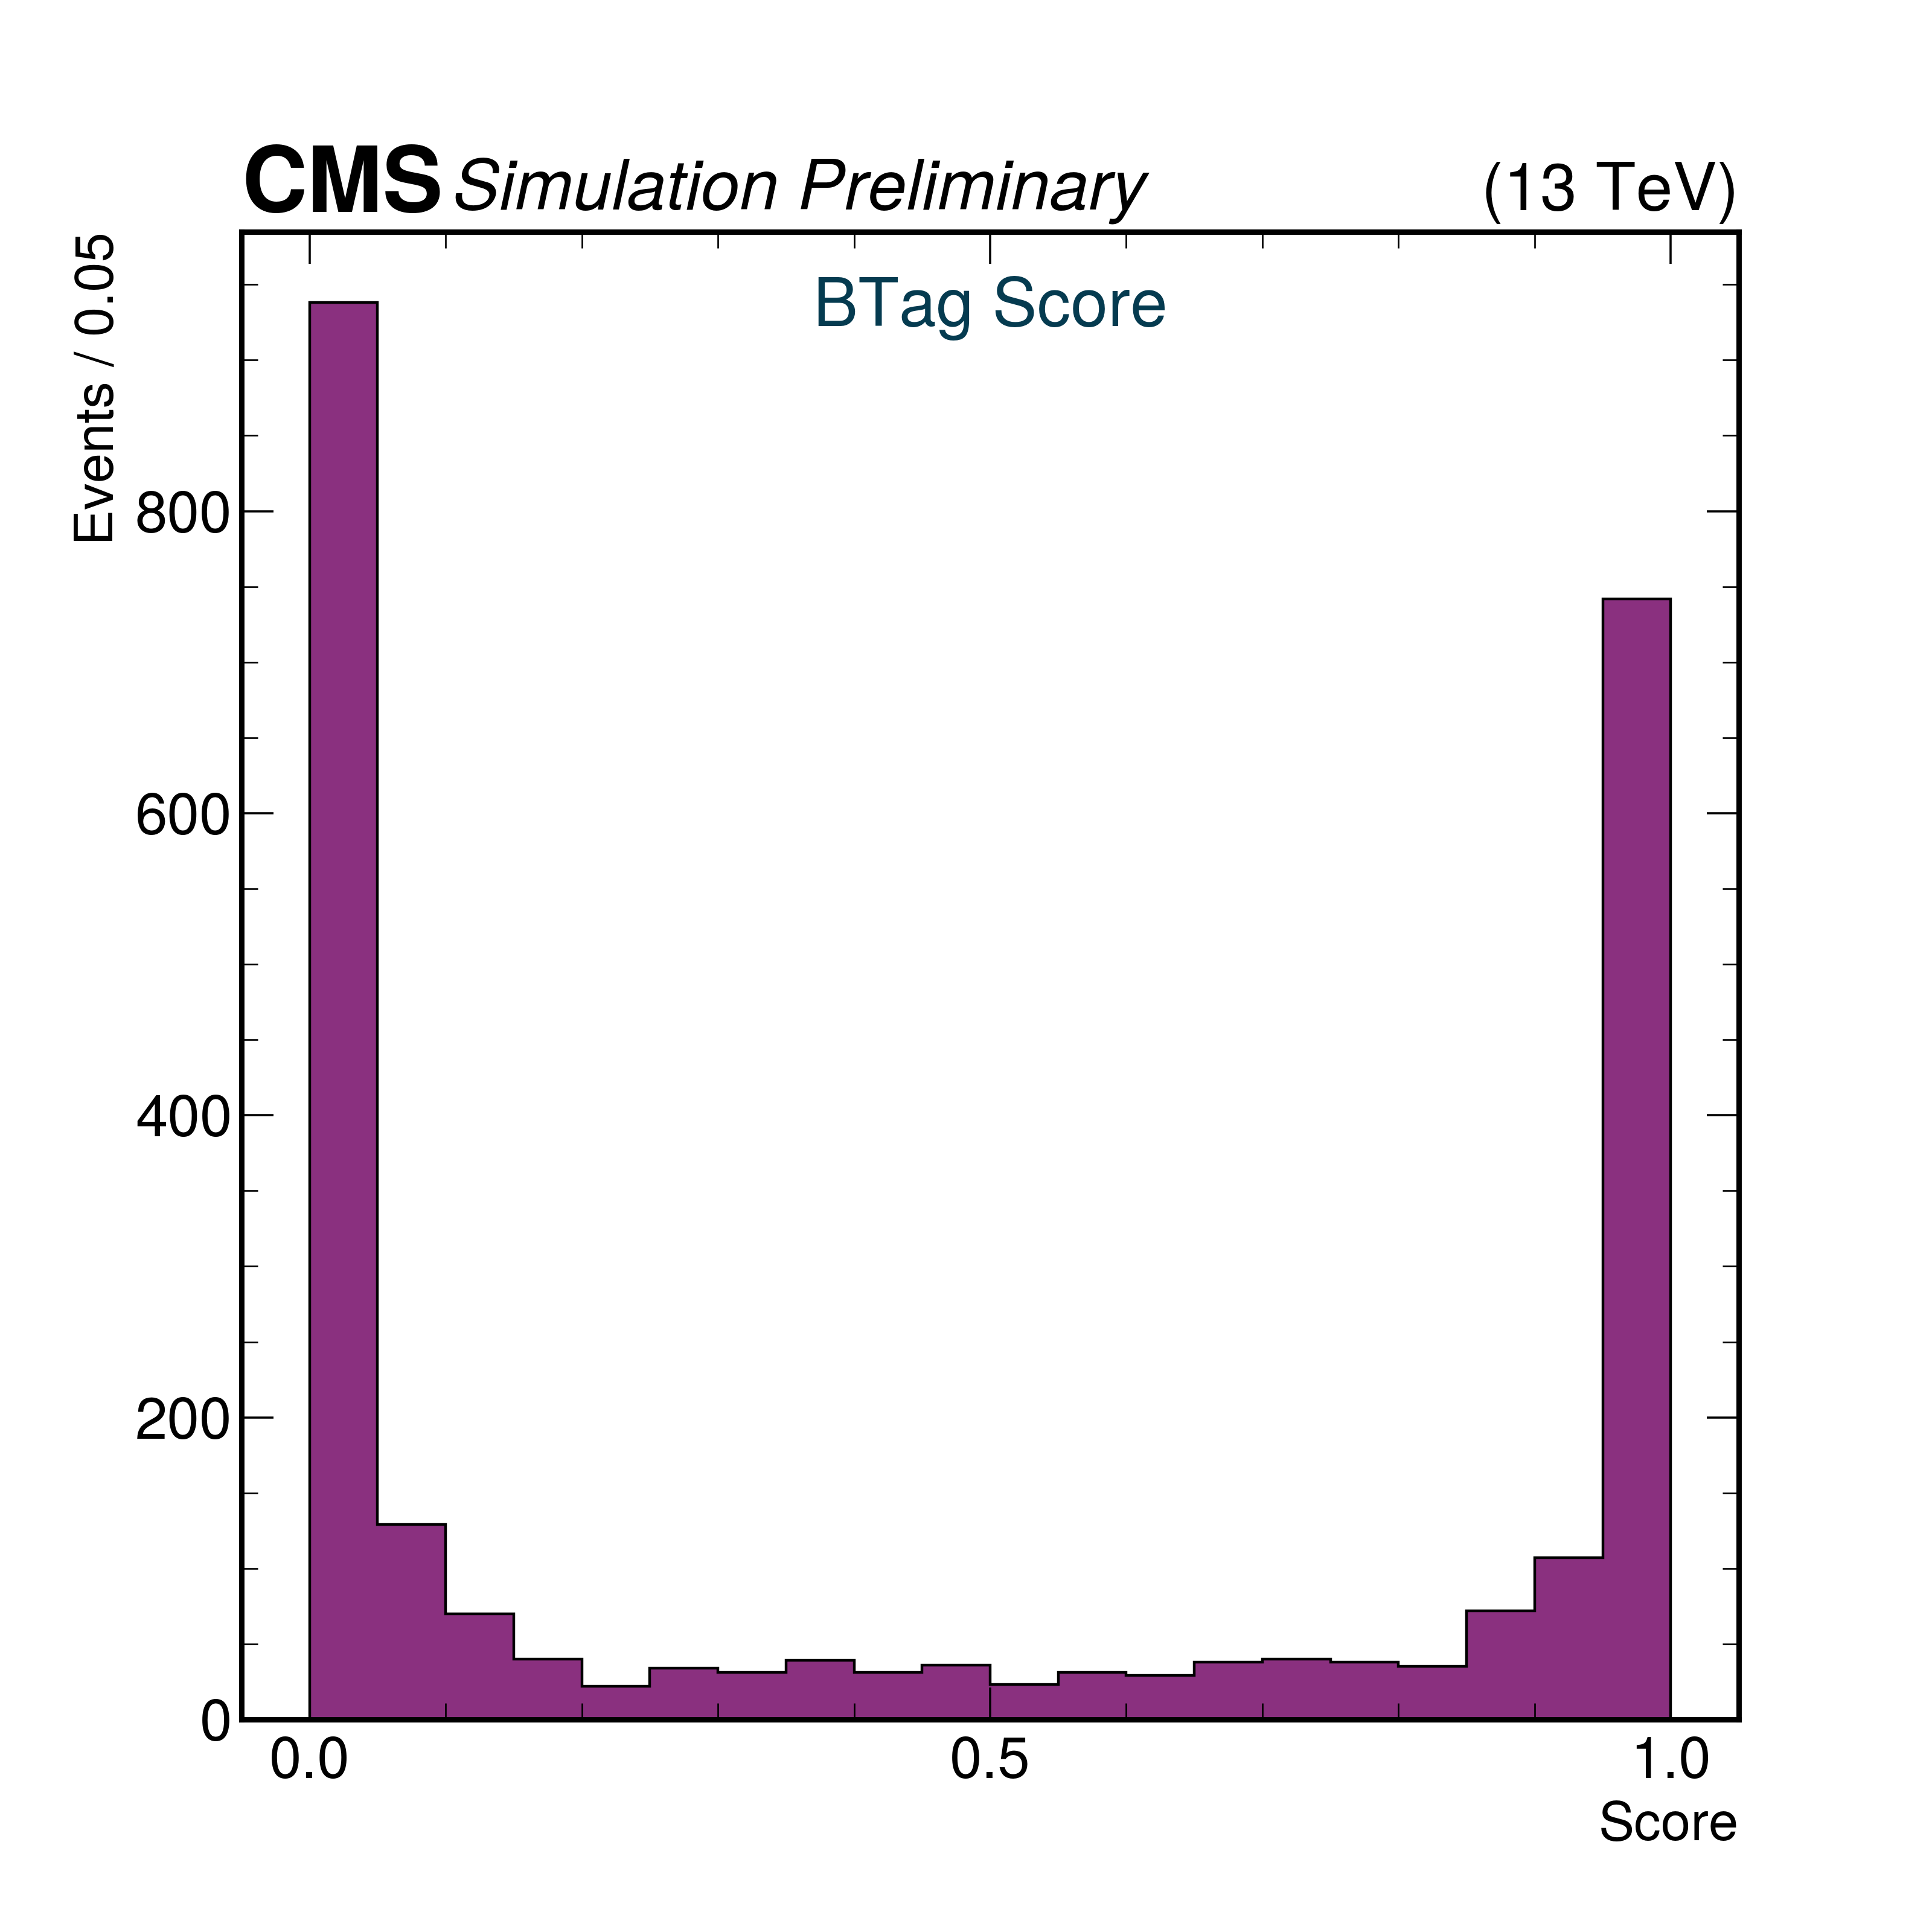 CMS Simulation Preliminary (13 TeV)
BTag Score
Events / 0.05
800
600
400
200
0
0.0 0.5 1.0
Score